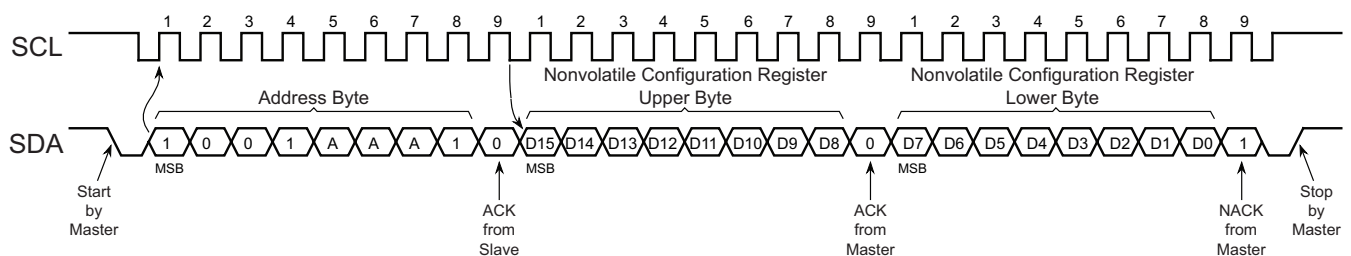 1 2 3 4 5 6 7 8 9 1 2 3 4 5 6 7 8 9 1 2 3 4 5 6 7 8 9
SCL
Nonvolatile Configuration Register Nonvolatile Configuration Register
Address Byte Upper Byte Lower Byte
SDA 1 0 0 1 A A A 1 0 D15 D14 D13 D12 D11 D10 D9 D8 0 D7 D6 D5 D4 D3 D2 D1 D0 1
MSB MSB MSB
Start
by
Master
ACK
from
Slave
ACK
from
Master
NACK
from
Master
Stop
by
Master